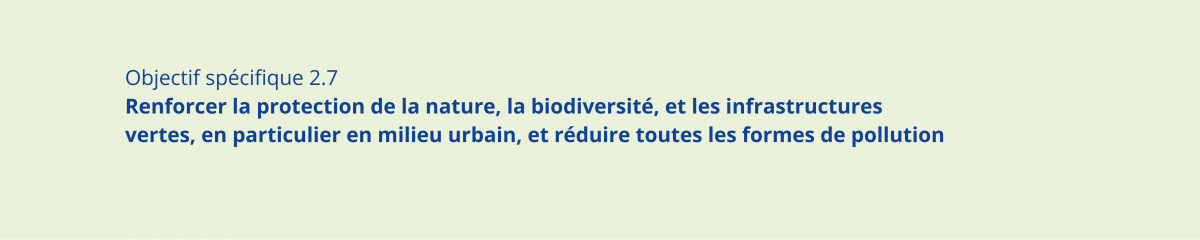 Objectif spécifique 2.7
Renforcer la protection de la nature, la biodiversité, et les infrastructures
vertes, en particulier en milieu urbain, et réduire toutes les formes de pollution